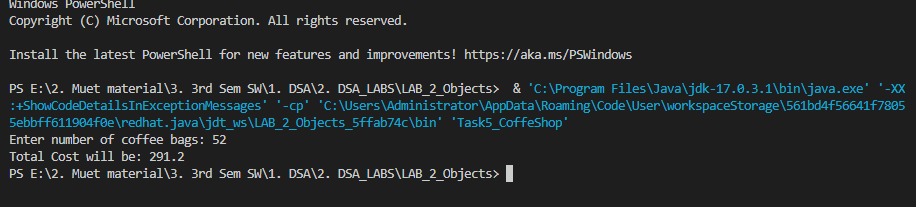 Windows PowerShell
Copyright (C) Microsoft Corporation. All rights reserved.
Install the latest PowerShell for new features and improvements! https://aka.ms/PSWindows
PS E:\2. Muet material\3. 3rd Sem SW\1. DSA\2. DSA_LABS\LAB_2_Objects>  & 'C:\Program Files\Java\jdk-17.0.3.1\bin\java.exe' '-XX
:+ShowCodeDetailsInExceptionMessages' '-cp' 'C:\Users\Administrator\AppData\Roaming\Code\User\workspaceStorage\561bd4f56641f7805
5ebbff611904f0e\redhat.java\jdt_ws\LAB_2_Objects_5ffab74c\bin' 'Task5_CoffeShop'
Enter number of coffee bags: 52
Total Cost will be: 291.2
PS E:\2. Muet material\3. 3rd Sem SW\1. DSA\2. DSA_LABS\LAB_2_Objects>